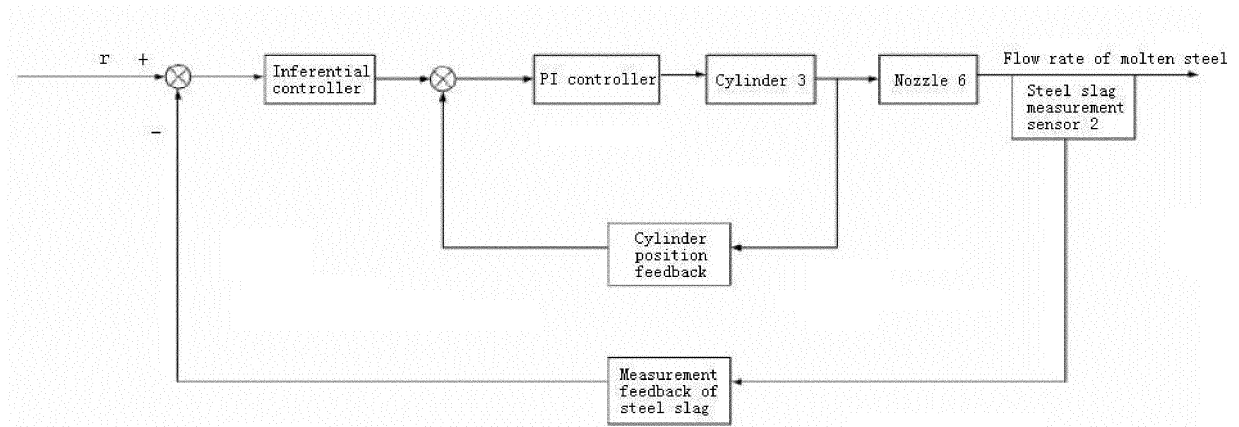 r +
-
Inferential
controller
PI controller
Cylinder 3
Nozzle 6
Flow rate of molten steel
Steel slag
measurement
sensor 2
Cylinder
position
feedback
Measurement
feedback of
steel slag